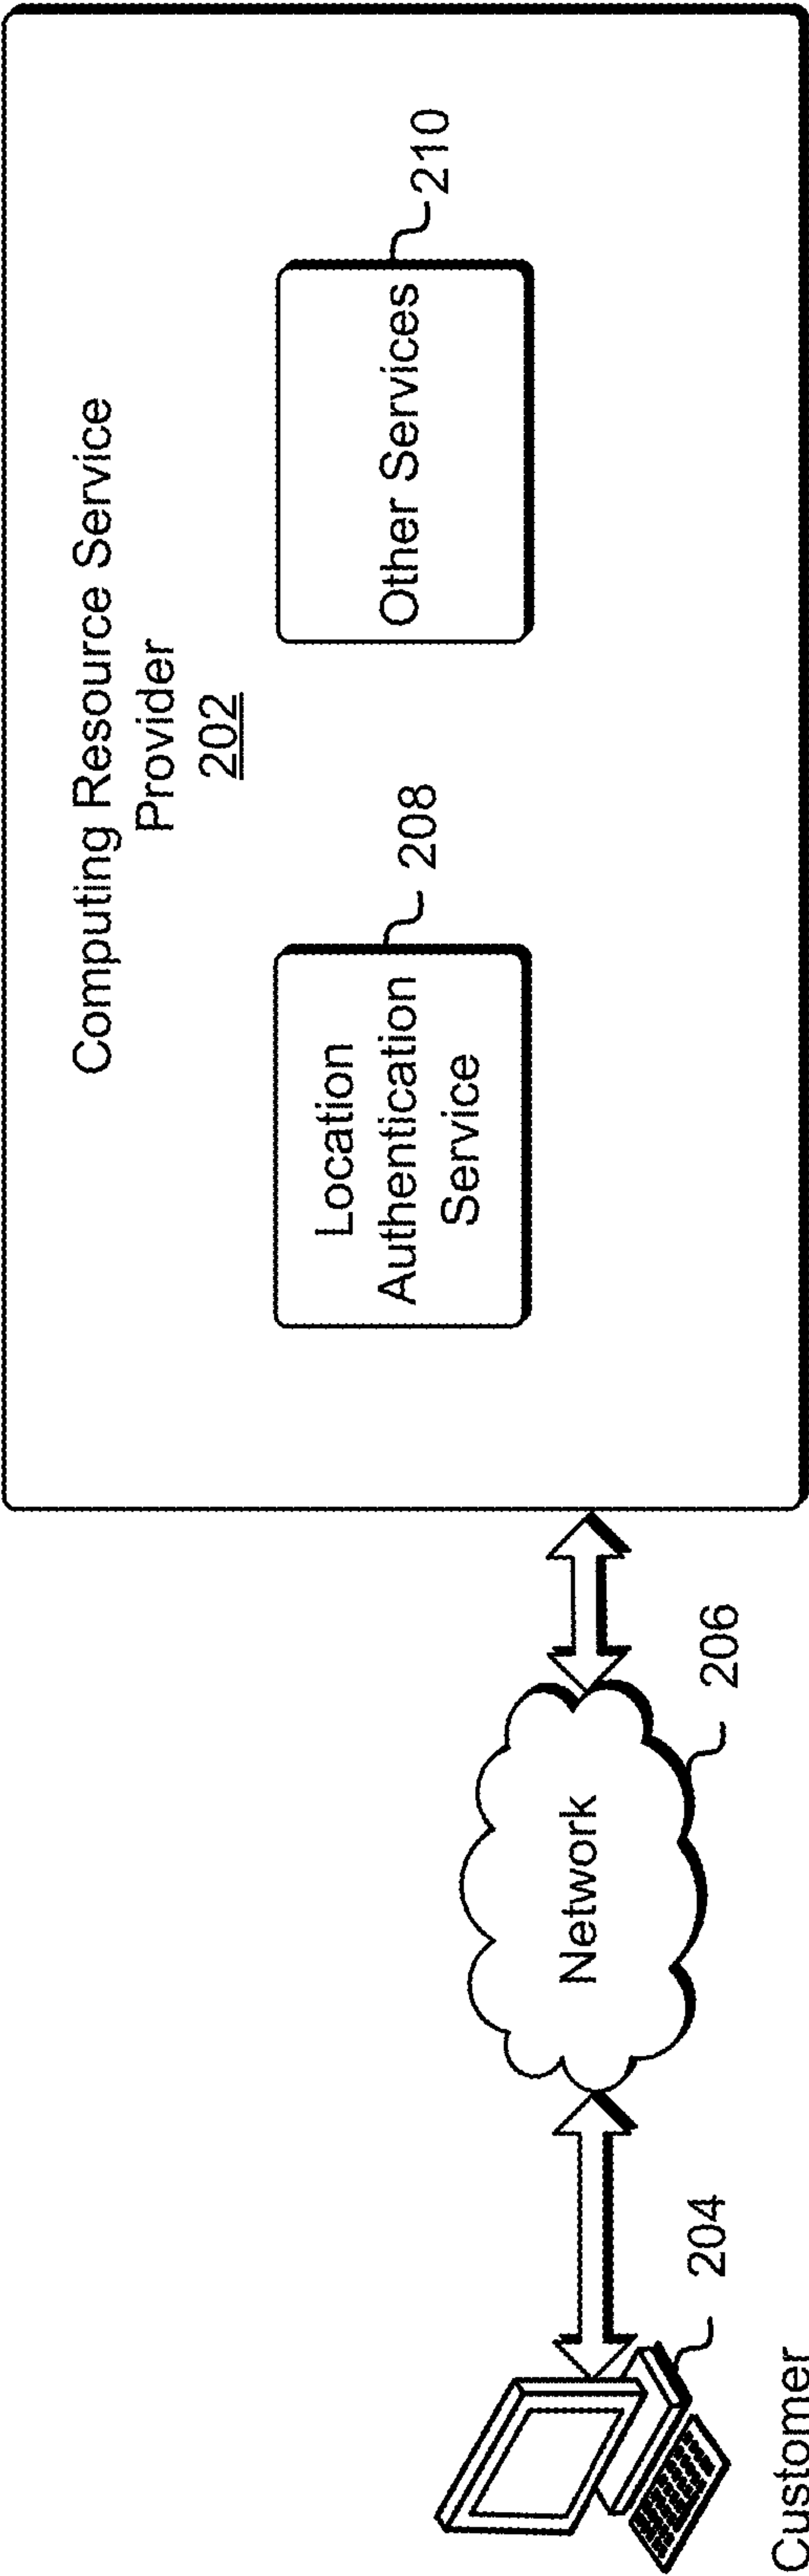 Computing Resource Service
Provider
202
Location
Authentication
Service
208
Other Services
210
Network
206
204
Customer